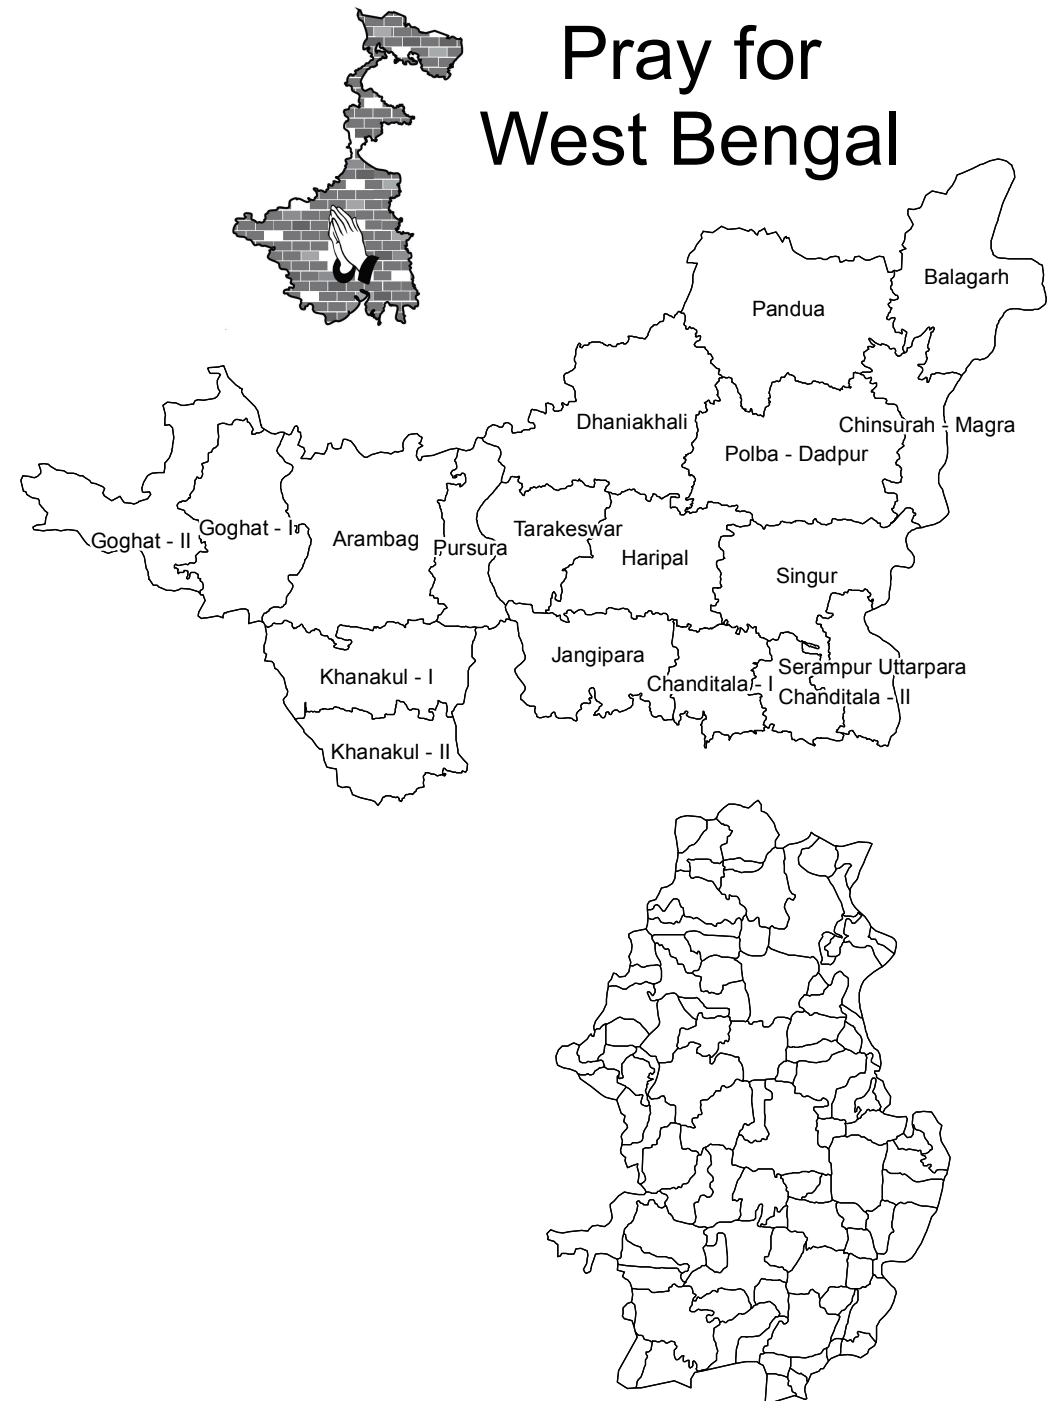 Pray for
West Bengal
Balagarh
Pandua
Dhaniakhali
Chinsurah - Magra
Polba - Dadpur
Goghat - II
Goghat - I
Arambag
Pursura
Tarakeswar
Haripal
Singur
Jangipara
Serampur Uttarpara
Khanakul - I
Chanditala - I
Chanditala - II
Khanakul - II